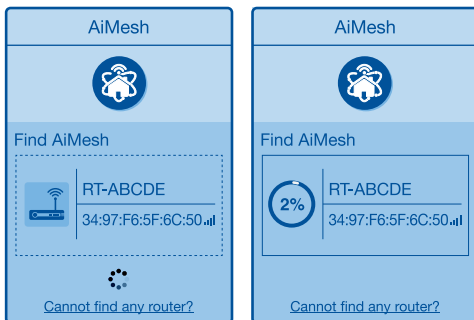 AiMesh
Find AiMesh
RT-ABCDE
34:97:F6:5F:6C:50
Cannot find any router?
AiMesh
Find AiMesh
2%
RT-ABCDE
34:97:F6:5F:6C:50
Cannot find any router?